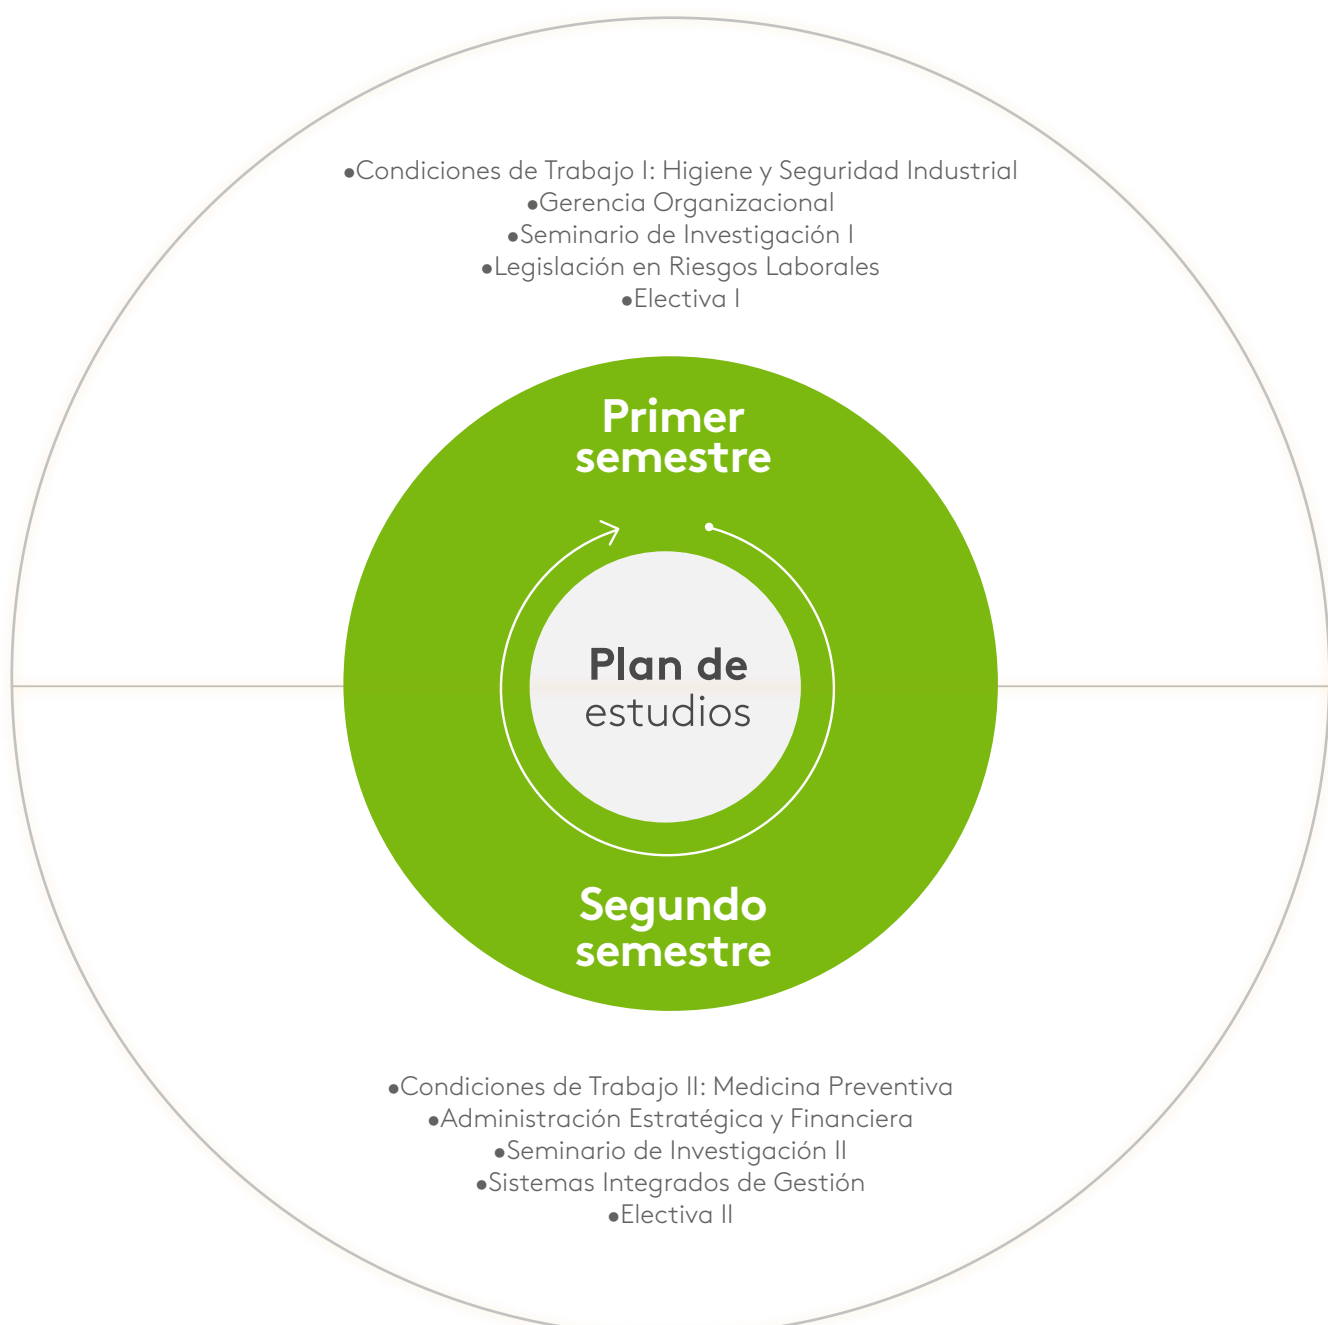 •Condiciones de Trabajo I: Higiene y Seguridad Industrial
•Gerencia Organizacional
•Seminario de Investigación I
•Legislación en Riesgos Laborales
•Electiva I
Primer
semestre
Plan de
estudios
Segundo
semestre
•Condiciones de Trabajo II: Medicina Preventiva
•Administración Estratégica y Financiera
•Seminario de Investigación II
•Sistemas Integrados de Gestión
•Electiva II